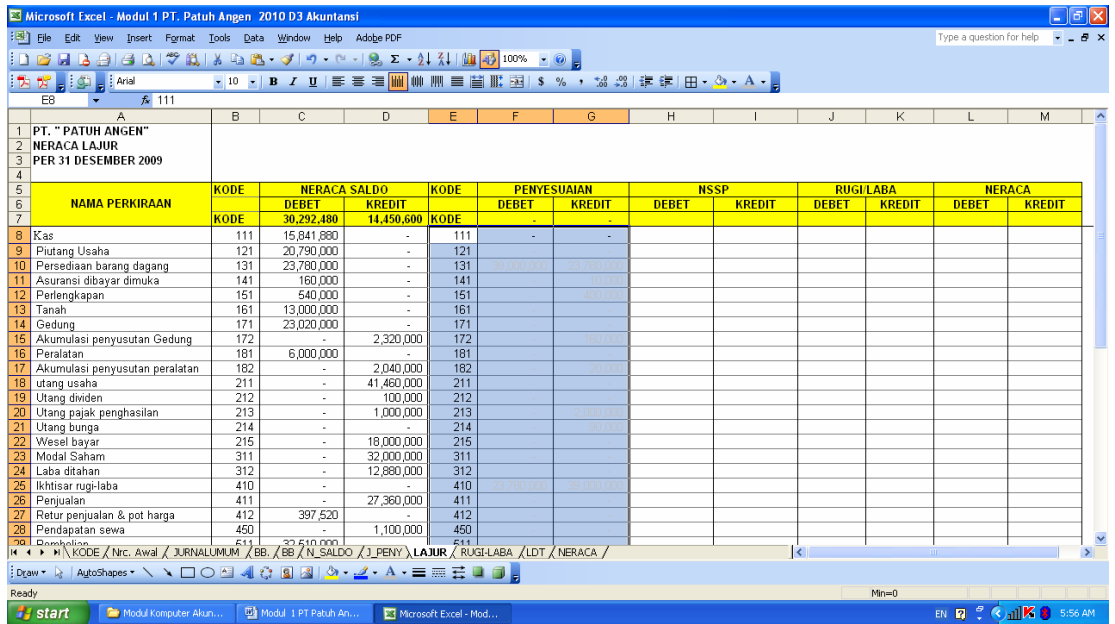 Microsoft Excel - Modul 1 PT. Patuh Angen 2010 D3 Akuntansi
File Edit View Insert Format Tools Data Window Help Adobe PDF
Type a question for help
100%
Arial 10 B I U $ % ,
E8 fx 111
A B C D E F G H I J K L M
1 PT. " PATUH ANGEN"
2 NERACA LAJUR
3 PER 31 DESEMBER 2009
4
5 KODE NERACA SALDO KODE PENYESUAIAN NSSP RUGI/LABA NERACA
NAMA PERKIRAAN
6 DEBET KREDIT DEBET KREDIT DEBET KREDIT DEBET KREDIT DEBET KREDIT
7 KODE 30,292,480 14,450,600 KODE - -
8 Kas 111 15,841,880 - 111 - -
9 Piutang Usaha 121 20,790,000 - 121
10 Persediaan barang dagang 131 23,780,000 - 131
11 Asuransi dibayar dimuka 141 160,000 - 141
12 Perlengkapan 151 540,000 - 151
13 Tanah 161 13,000,000 - 161
14 Gedung 171 23,020,000 - 171
15 Akumulasi penyusutan Gedung 172 - 2,320,000 172
16 Peralatan 181 6,000,000 - 181
17 Akumulasi penyusutan peralatan 182 - 2,040,000 182
18 utang usaha 211 - 41,460,000 211
19 Utang dividen 212 - 100,000 212
20 Utang pajak penghasilan 213 - 1,000,000 213
21 Utang bunga 214 - - 214
22 Wesel bayar 215 - 18,000,000 215
23 Modal Saham 311 - 32,000,000 311
24 Laba ditahan 312 - 12,880,000 312
25 Ikhtisar rugi-laba 410 - - 410
26 Penjualan 411 - 27,360,000 411
27 Retur penjualan & pot harga 412 397,520 - 412
28 Pendapatan sewa 450 - 1,100,000 450
29 Pembelian 511 32,510,000 - 511
KODE / Nrc. Awal / JURNALUMUM / BB. / BB / N_SALDO / J_PENY \ LAJUR / RUGI-LABA / LDT / NERACA /
Draw AutoShapes
Ready Min=0
start Modul Komputer Akun... Modul 1 PT Patuh An... Microsoft Excel - Mod... EN 5:56 AM